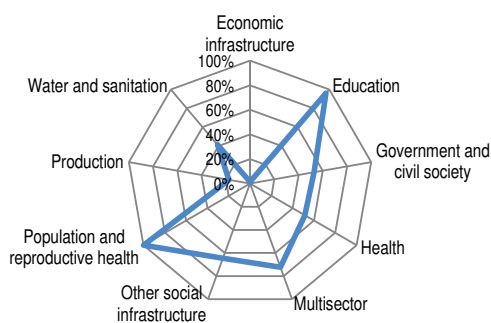 Economic
infrastructure
100%
80%
60%
40%
20%
0%
Education
Government and
civil society
Health
Multisector
Other social
infrastructure
Population and
reproductive health
Production
Water and sanitation